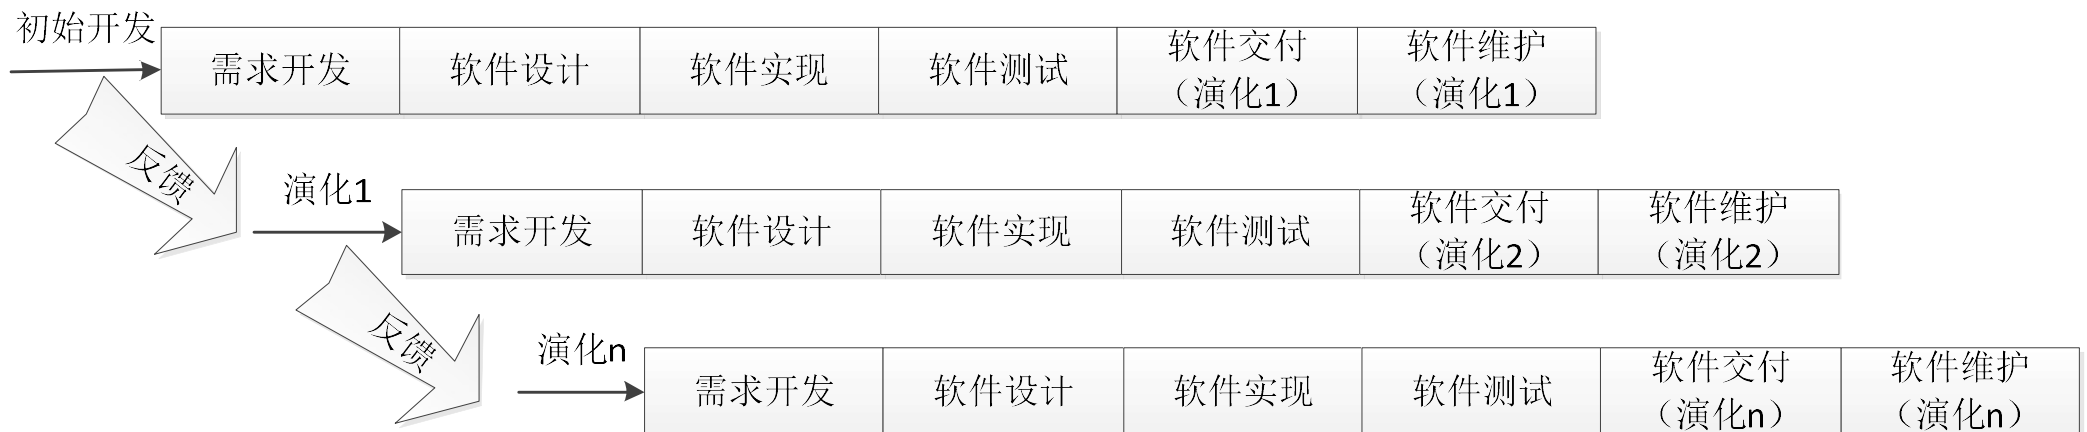 初始开发
需求开发
软件设计
软件实现
软件测试
软件交付
（演化1）
软件维护
（演化1）
反馈
演化1
需求开发
软件设计
软件实现
软件测试
软件交付
（演化2）
软件维护
（演化2）
反馈
演化n
需求开发
软件设计
软件实现
软件测试
软件交付
（演化n）
软件维护
（演化n）